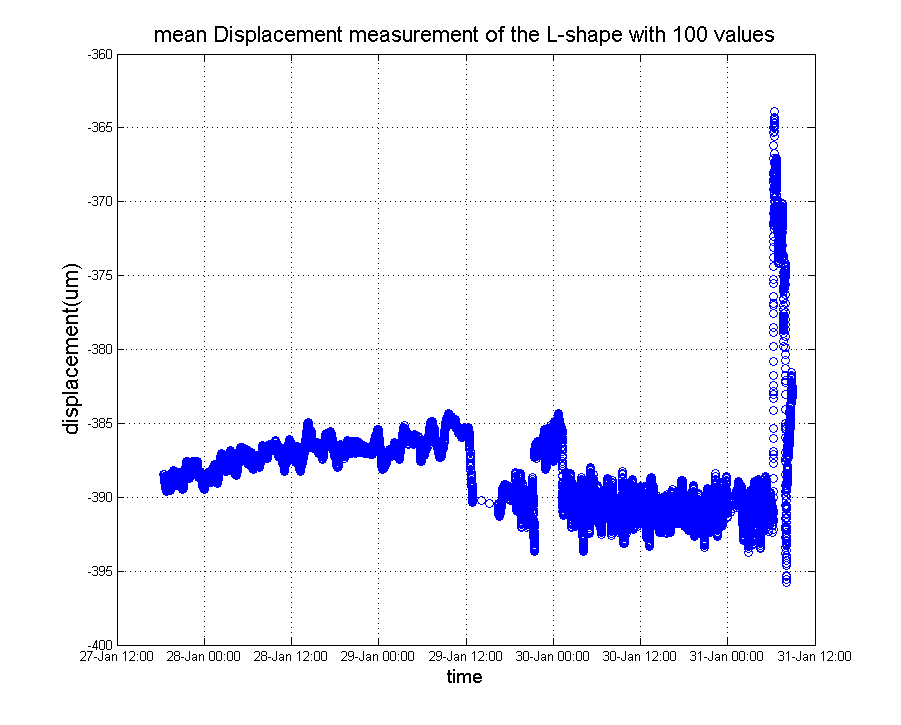 mean Displacement measurement of the L-shape with 100 values
-360
-365
-370
-375
-380
-385
-390
-395
-400
displacement(um)
27-Jan 12:00 28-Jan 00:00 28-Jan 12:00 29-Jan 00:00 29-Jan 12:00 30-Jan 00:00 30-Jan 12:00 31-Jan 00:00 31-Jan 12:00
time